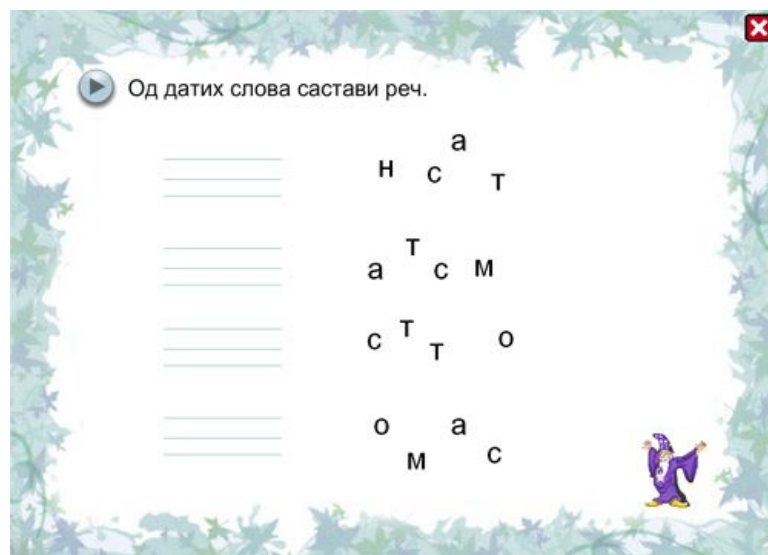 Од датих слова састави реч.
н с а т
а т с м
с т т о
о м а с